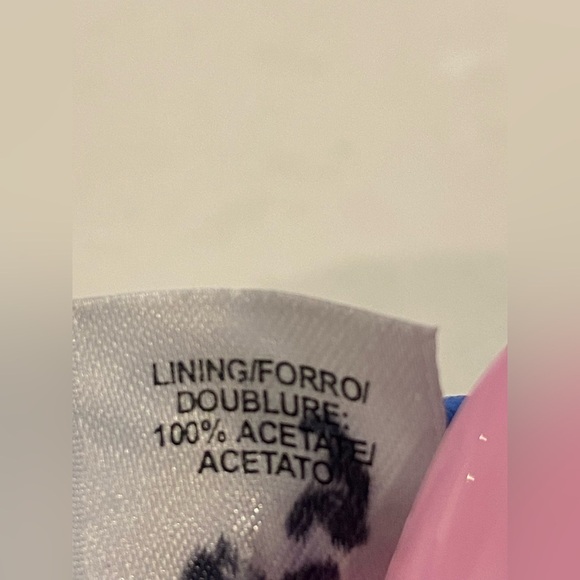 LINING/FORRO/
DOUBLURE:
100% ACETATE/
ACETATO